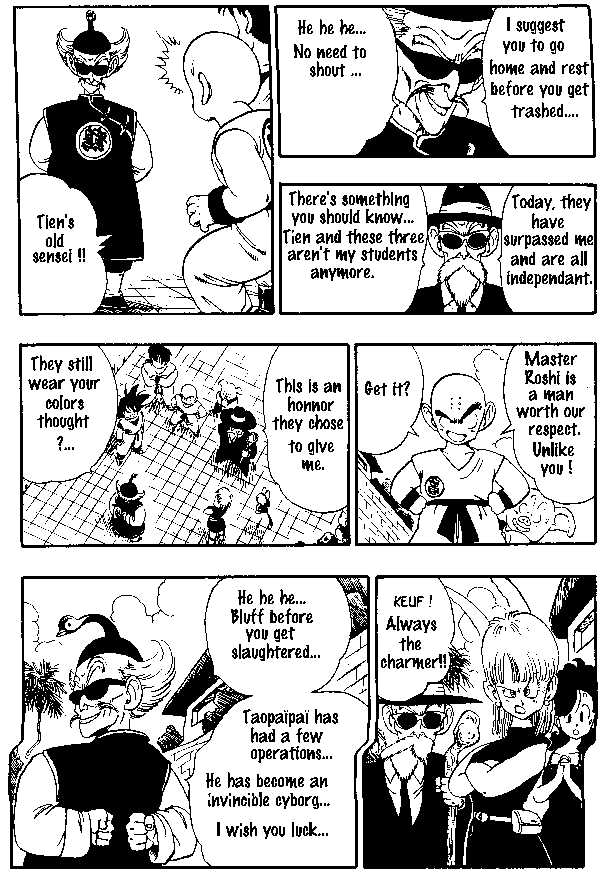 Tien's
old
sensei !!
He he he...
No need to
shout ...
I suggest
you to go
home and rest
before you get
trashed....
There's something
you should know...
Tien and these three
aren't my students
anymore.
Today, they
have
surpassed me
and are all
independant.
They still
wear your
colors
thought
?...
This is an
honnor
they chose
to give
me.
Get it?
Master
Roshi is
a man
worth our
respect.
Unlike
you !
He he he...
Bluff before
you get
slaughtered...
Taopaïpaï has
had a few
operations...
He has become an
invincible cyborg...
I wish you luck...
KEUF !
Always
the
charmer!!